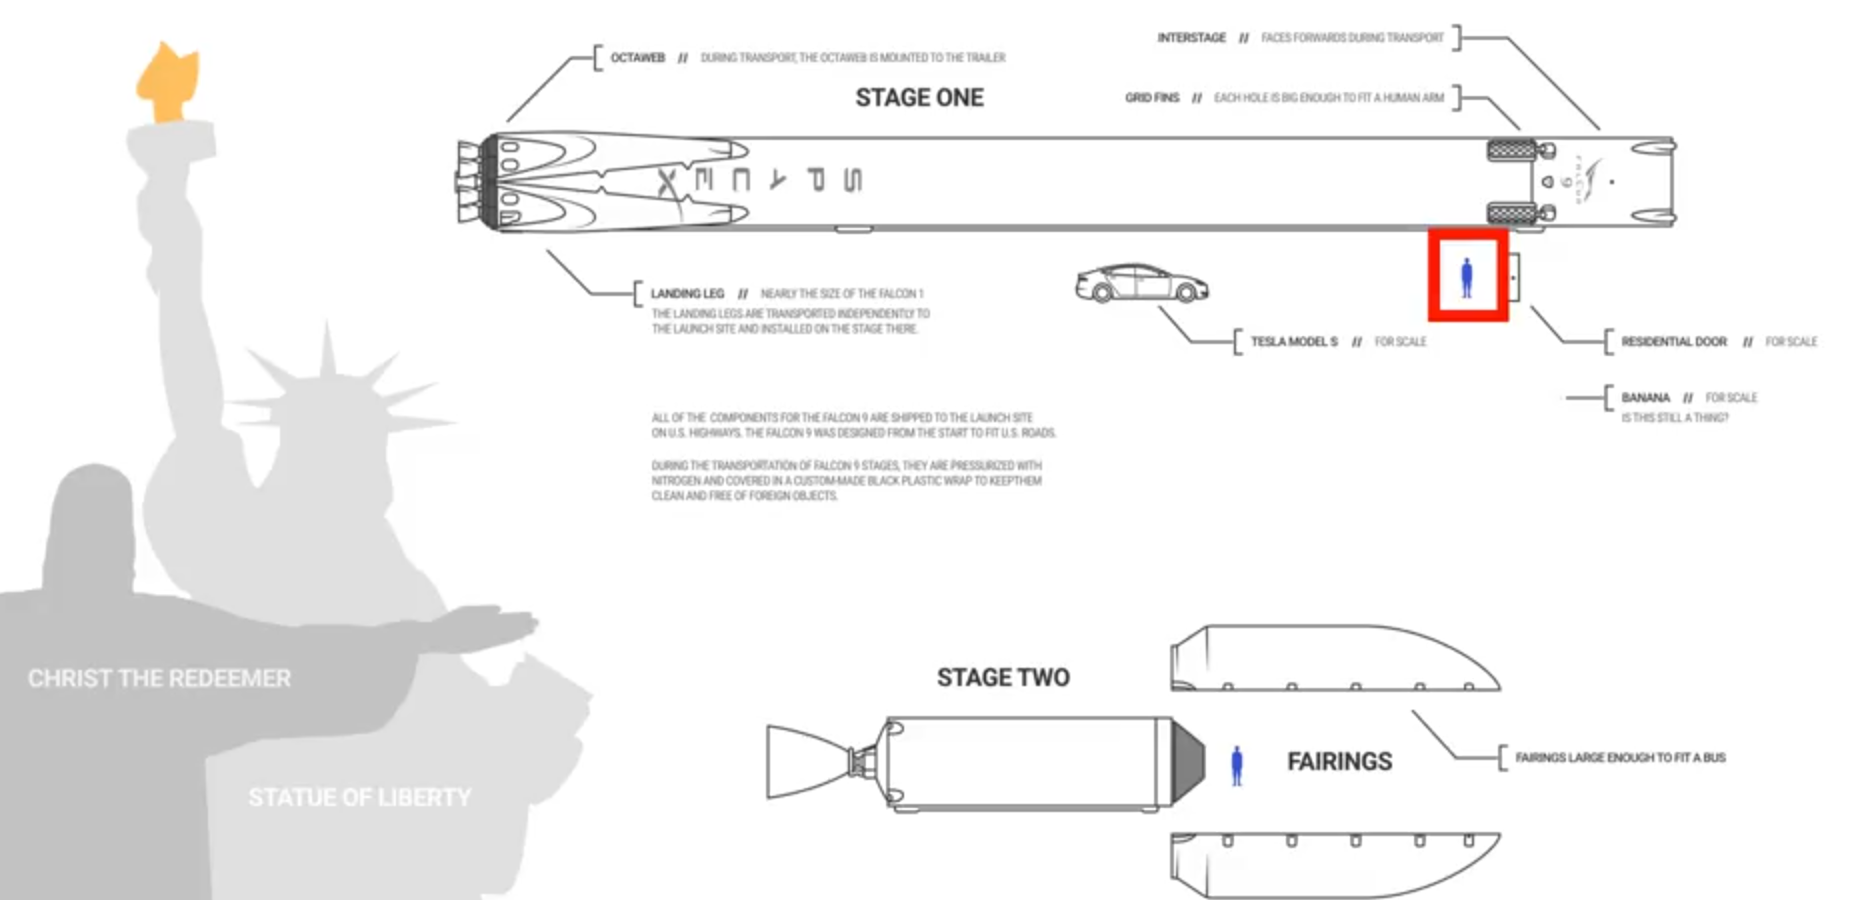 OCTAWEB // DURING TRANSPORT, THE OCTAWEB IS MOUNTED TO THE TRAILER
INTERSTAGE // FACES FORWARDS DURING TRANSPORT
STAGE ONE
GRID FINS // EACH HOLE IS BIG ENOUGH TO FIT A HUMAN ARM
SPACEX
FALCON 9
LANDING LEG // NEARLY THE SIZE OF THE FALCON 1
THE LANDING LEGS ARE TRANSPORTED INDEPENDENTLY TO
THE LAUNCH SITE AND INSTALLED ON THE STAGE THERE.
TESLA MODEL S // FOR SCALE
RESIDENTIAL DOOR // FOR SCALE
BANANA // FOR SCALE
IS THIS STILL A THING?
ALL OF THE COMPONENTS FOR THE FALCON 9 ARE SHIPPED TO THE LAUNCH SITE
ON U.S. HIGHWAYS. THE FALCON 9 WAS DESIGNED FROM THE START TO FIT U.S. ROADS.
DURING THE TRANSPORTATION OF FALCON 9 STAGES, THEY ARE PRESSURIZED WITH
NITROGEN AND COVERED IN A CUSTOM-MADE BLACK PLASTIC WRAP TO KEEPTHEM
CLEAN AND FREE OF FOREIGN OBJECTS.
CHRIST THE REDEEMER
STATUE OF LIBERTY
STAGE TWO
FAIRINGS
FAIRINGS LARGE ENOUGH TO FIT A BUS